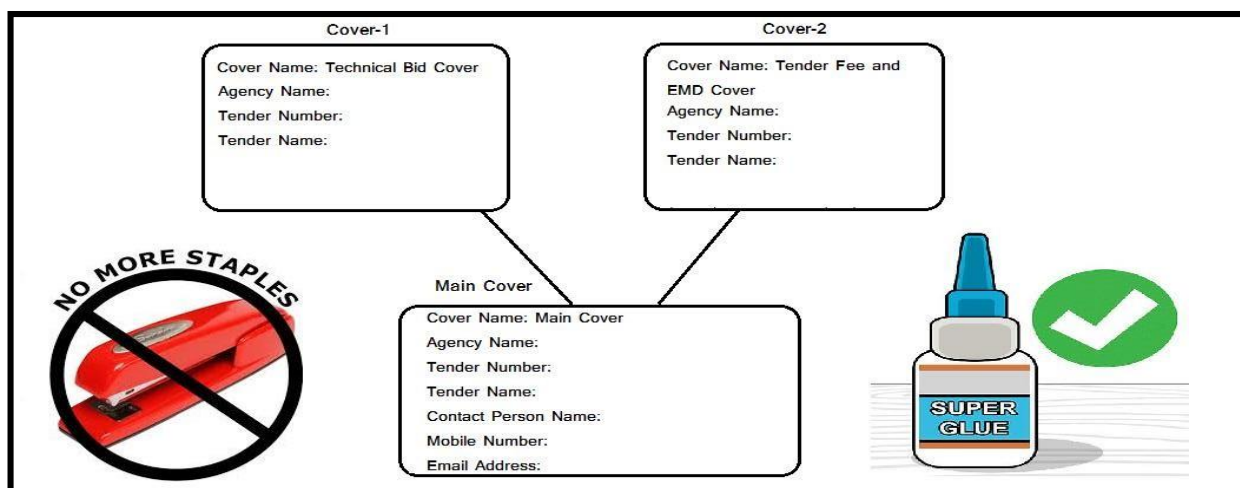 Cover-1
Cover Name: Technical Bid Cover
Agency Name:
Tender Number:
Tender Name:
Cover-2
Cover Name: Tender Fee and
EMD Cover
Agency Name:
Tender Number:
Tender Name:
NO MORE STAPLES
Main Cover
Cover Name: Main Cover
Agency Name:
Tender Number:
Tender Name:
Contact Person Name:
Mobile Number:
Email Address:
SUPER
GLUE